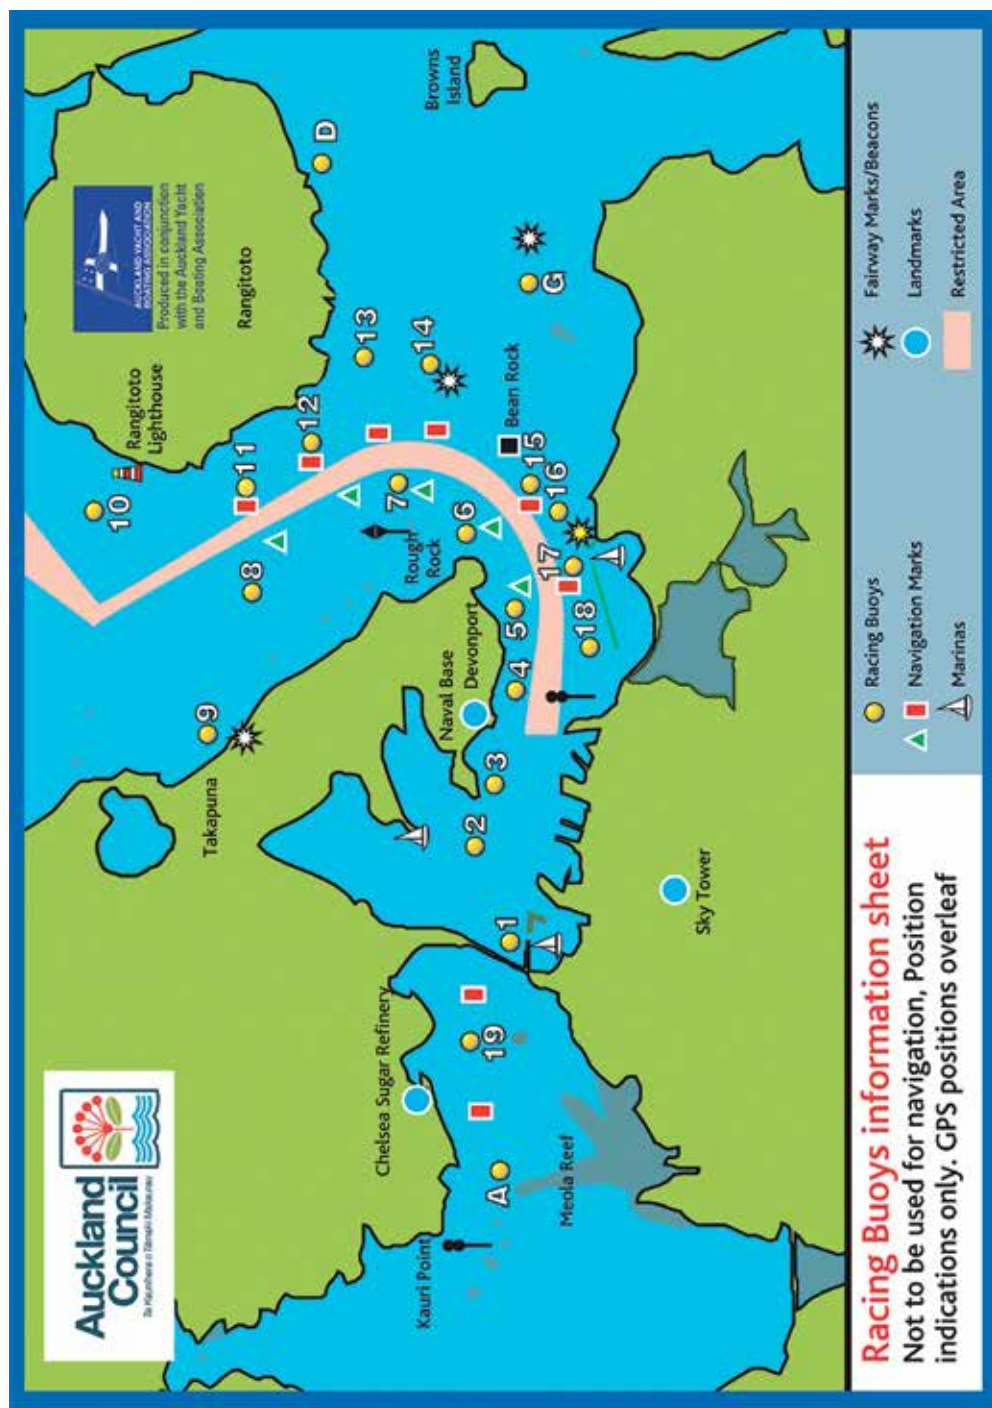 Auckland
Council
Te Kaunihera o Tāmaki Makaurau
AUCKLAND YACHT AND
BOATING ASSOCIATION
Produced in conjunction
with the Auckland Yacht
and Boating Association
Rangitoto
Rangitoto
Lighthouse
Browns
Island
Takapuna
Naval Base
Devonport
Rough
Rock
Bean Rock
Chelsea Sugar Refinery
Kauri Point
Meola Reef
Sky Tower
A
19
1
2
3
4
5
6
7
8
9
10
11
12
13
14
15
16
17
18
D
G
Racing Buoys information sheet
Not to be used for navigation, Position
indications only. GPS positions overleaf
Racing Buoys
Navigation Marks
Marinas
Fairway Marks/Beacons
Landmarks
Restricted Area